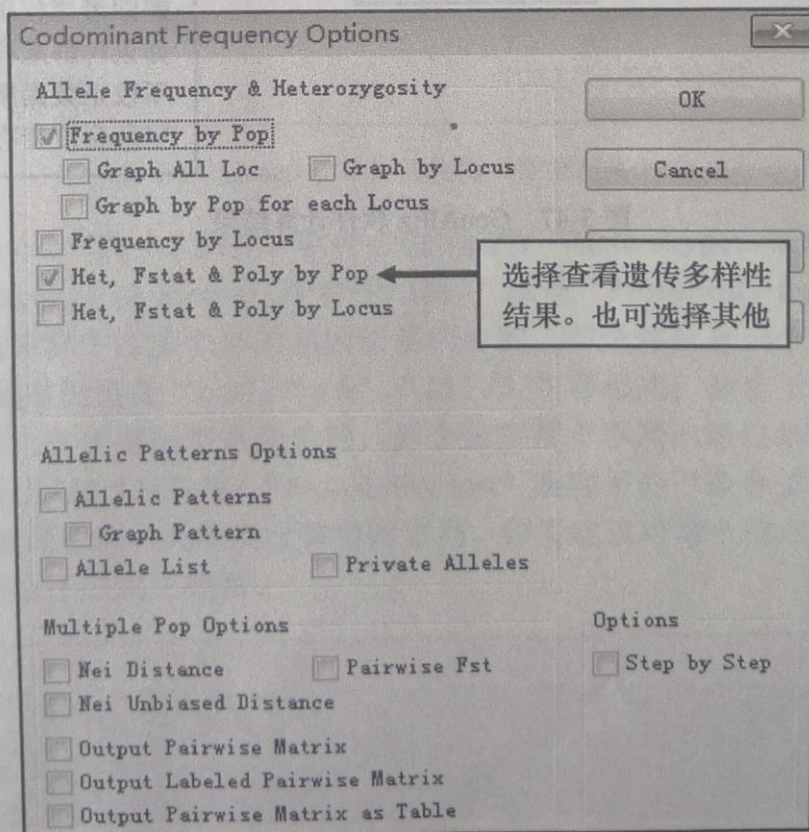 Codominant Frequency Options
Allele Frequency & Heterozygosity
OK
Frequency by Pop
Graph All Loc
Graph by Locus
Cancel
Graph by Pop for each Locus
Frequency by Locus
Het, Fstat & Poly by Pop
选择查看遗传多样性
结果。也可选择其他
Het, Fstat & Poly by Locus
Allelic Patterns Options
Allelic Patterns
Graph Pattern
Allele List
Private Alleles
Multiple Pop Options
Options
Nei Distance
Pairwise Fst
Step by Step
Nei Unbiased Distance
Output Pairwise Matrix
Output Labeled Pairwise Matrix
Output Pairwise Matrix as Table